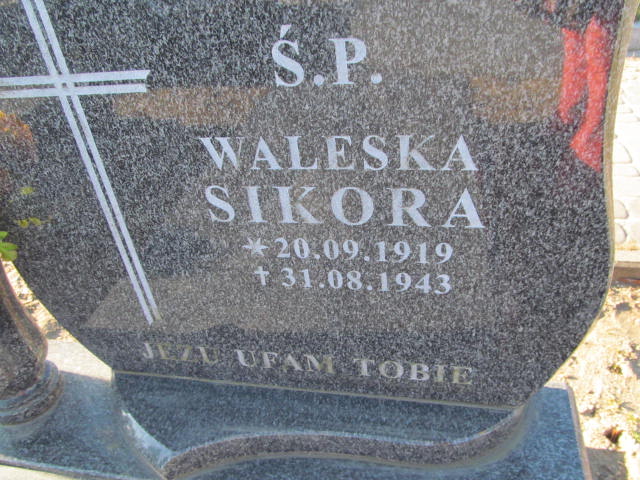 Ś.P.
WALESKA
SIKORA
* 20.09.1919
† 31.08.1943
JEZU UFAM TOBIE